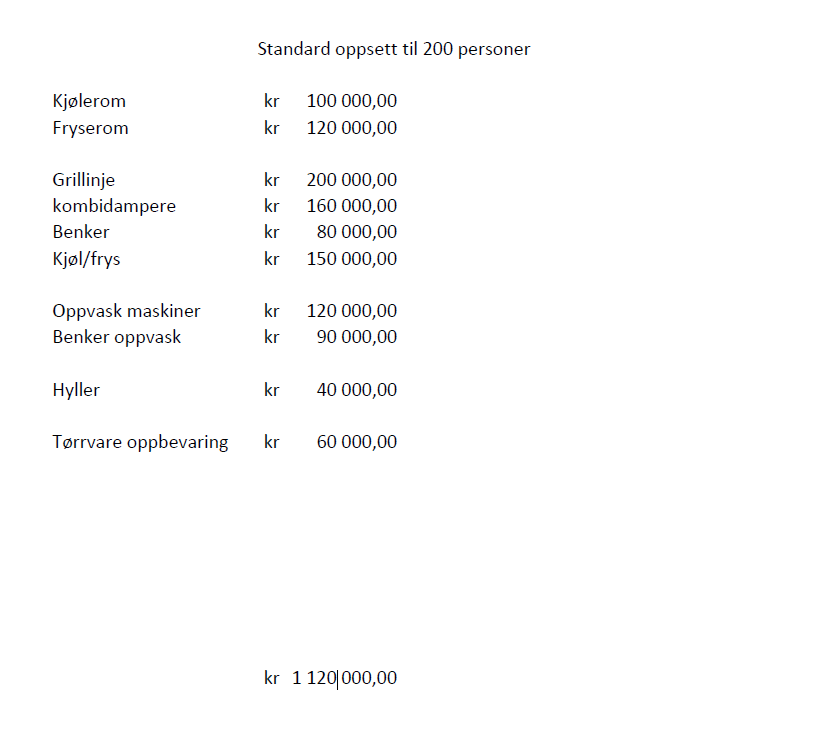 Standard oppsett til 200 personer
Kjølerom kr 100 000,00
Fryserom kr 120 000,00
Grillinje kr 200 000,00
kombidampere kr 160 000,00
Benker kr 80 000,00
Kjøl/frys kr 150 000,00
Oppvask maskiner kr 120 000,00
Benker oppvask kr 90 000,00
Hyller kr 40 000,00
Tørrvare oppbevaring kr 60 000,00
kr 1 120 000,00